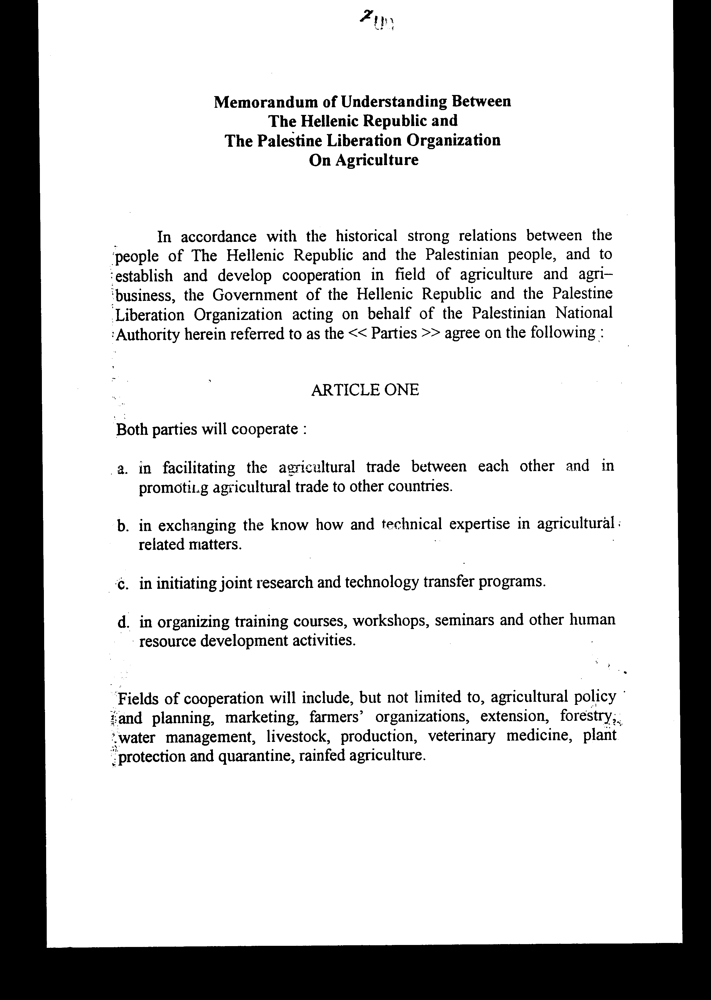 Memorandum of Understanding Between
The Hellenic Republic and
The Palestine Liberation Organization
On Agriculture
In accordance with the historical strong relations between the
people of The Hellenic Republic and the Palestinian people, and to
establish and develop cooperation in field of agriculture and agri–
business, the Government of the Hellenic Republic and the Palestine
Liberation Organization acting on behalf of the Palestinian National
Authority herein referred to as the << Parties >> agree on the following :
ARTICLE ONE
Both parties will cooperate :
a. in facilitating the agricultural trade between each other and in
promoting agricultural trade to other countries.
b. in exchanging the know how and technical expertise in agricultural
related matters.
c. in initiating joint research and technology transfer programs.
d. in organizing training courses, workshops, seminars and other human
resource development activities.
Fields of cooperation will include, but not limited to, agricultural policy
and planning, marketing, farmers’ organizations, extension, forestry,
water management, livestock, production, veterinary medicine, plant
protection and quarantine, rainfed agriculture.